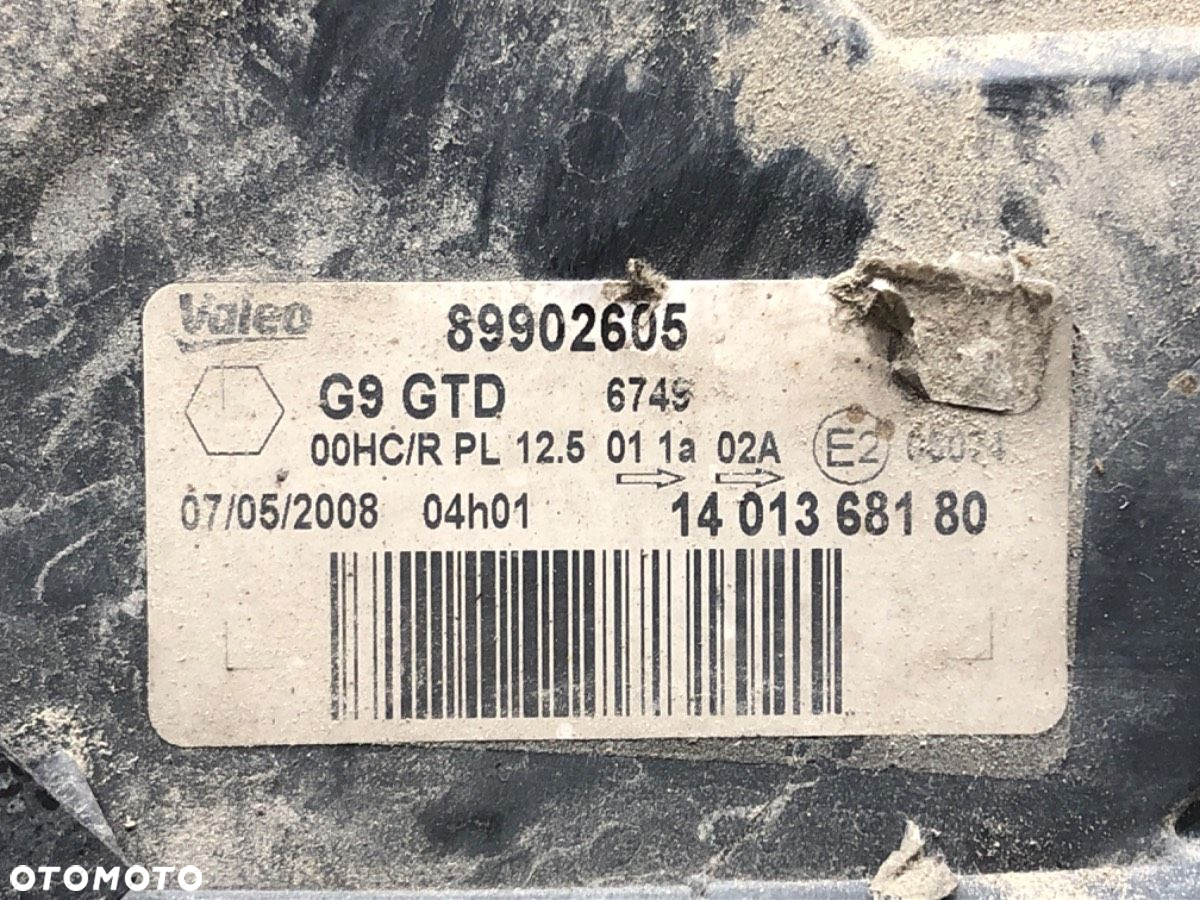 Valeo
89902605
G9 GTD 6749
00HC/R PL 12.5 01 1a 02A E2
07/05/2008 04h01 14 013 681 80
OTOMOTO